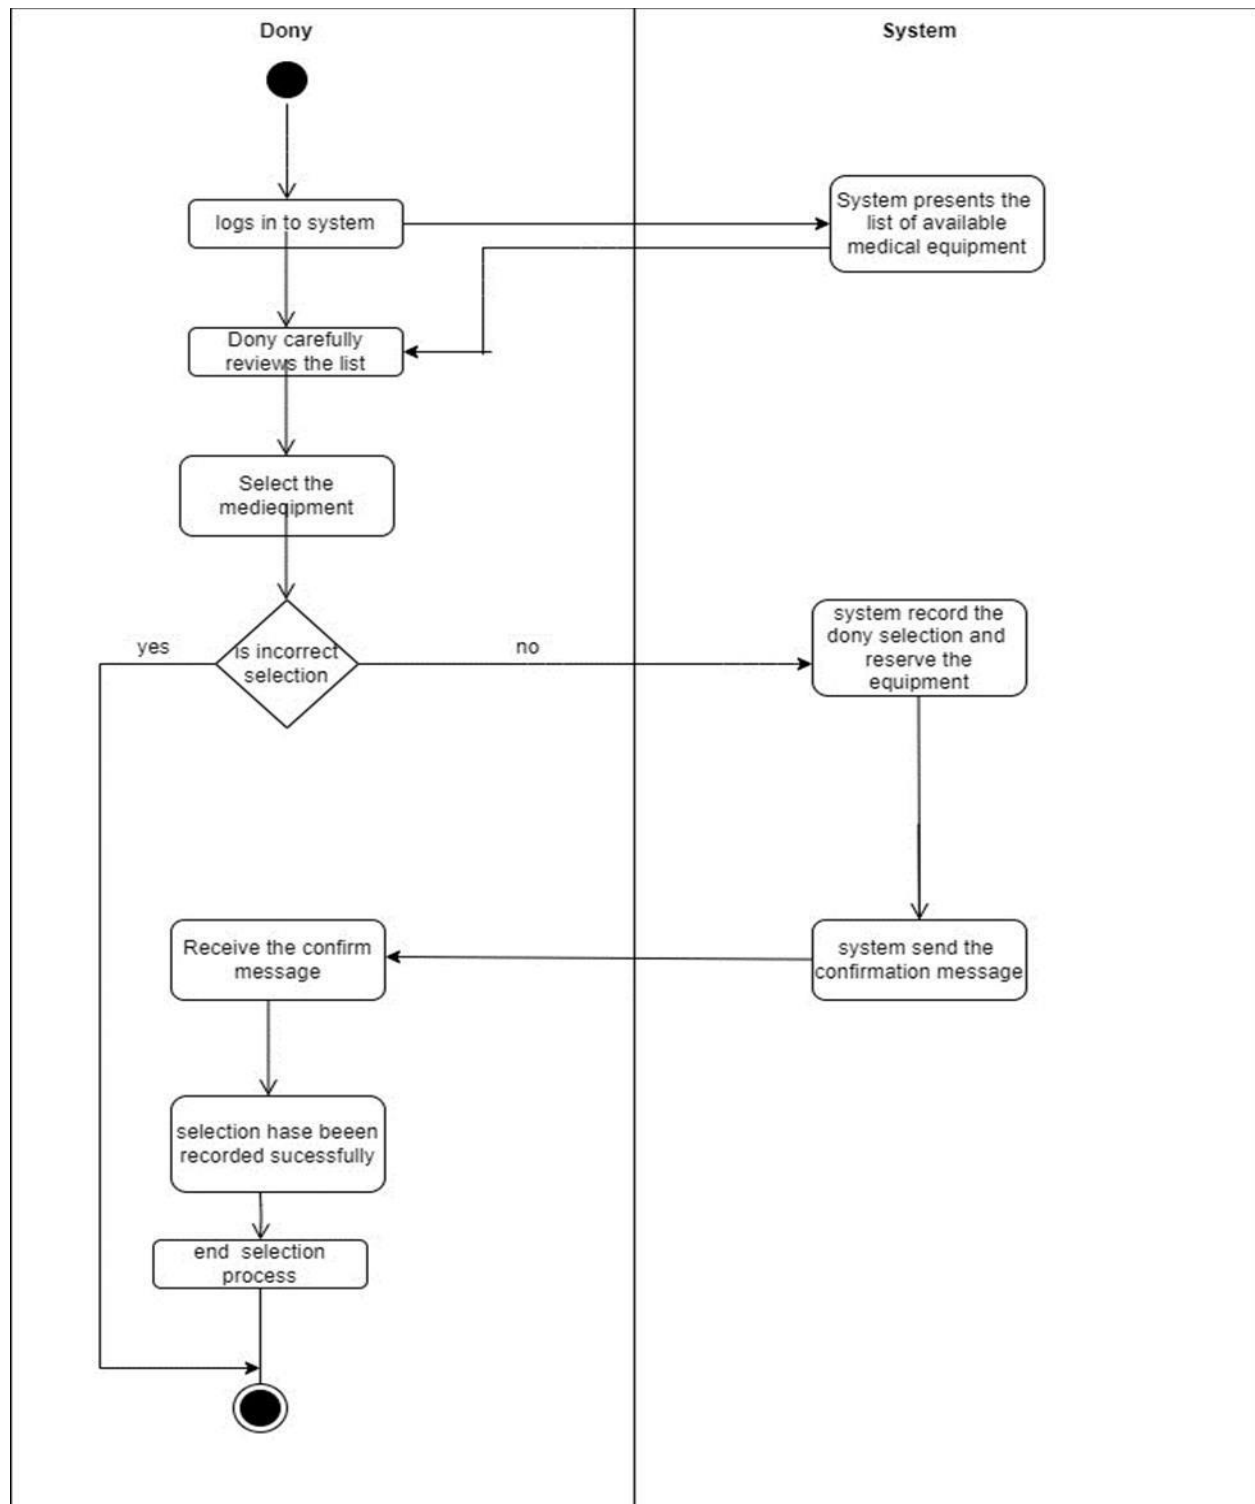 Dony
System
logs in to system
System presents the
list of available
medical equipment
Dony carefully
reviews the list
Select the
medieqipment
yes
is incorrect
selection
no
system record the
dony selection and
reserve the
equipment
Receive the confirm
message
system send the
confirmation message
selection hase beeen
recorded sucessfully
end selection
process